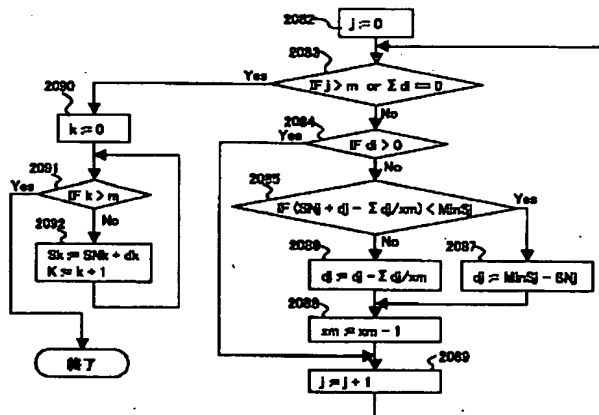 2082
j := 0
2083
IF j > m or Σ di = 0
Yes
No
2090
k := 0
2084
IF di > 0
Yes
No
2091
IF k > m
Yes
No
2085
IF (SNj + dj - Σ dj/xm) < MinSj
Yes
No
2092
Sk := SNk + dk
K := k + 1
2086
dj := dj - Σ dj/xm
2087
dj := MinSj - SNj
2088
xm := xm - 1
2089
j := j + 1
終了